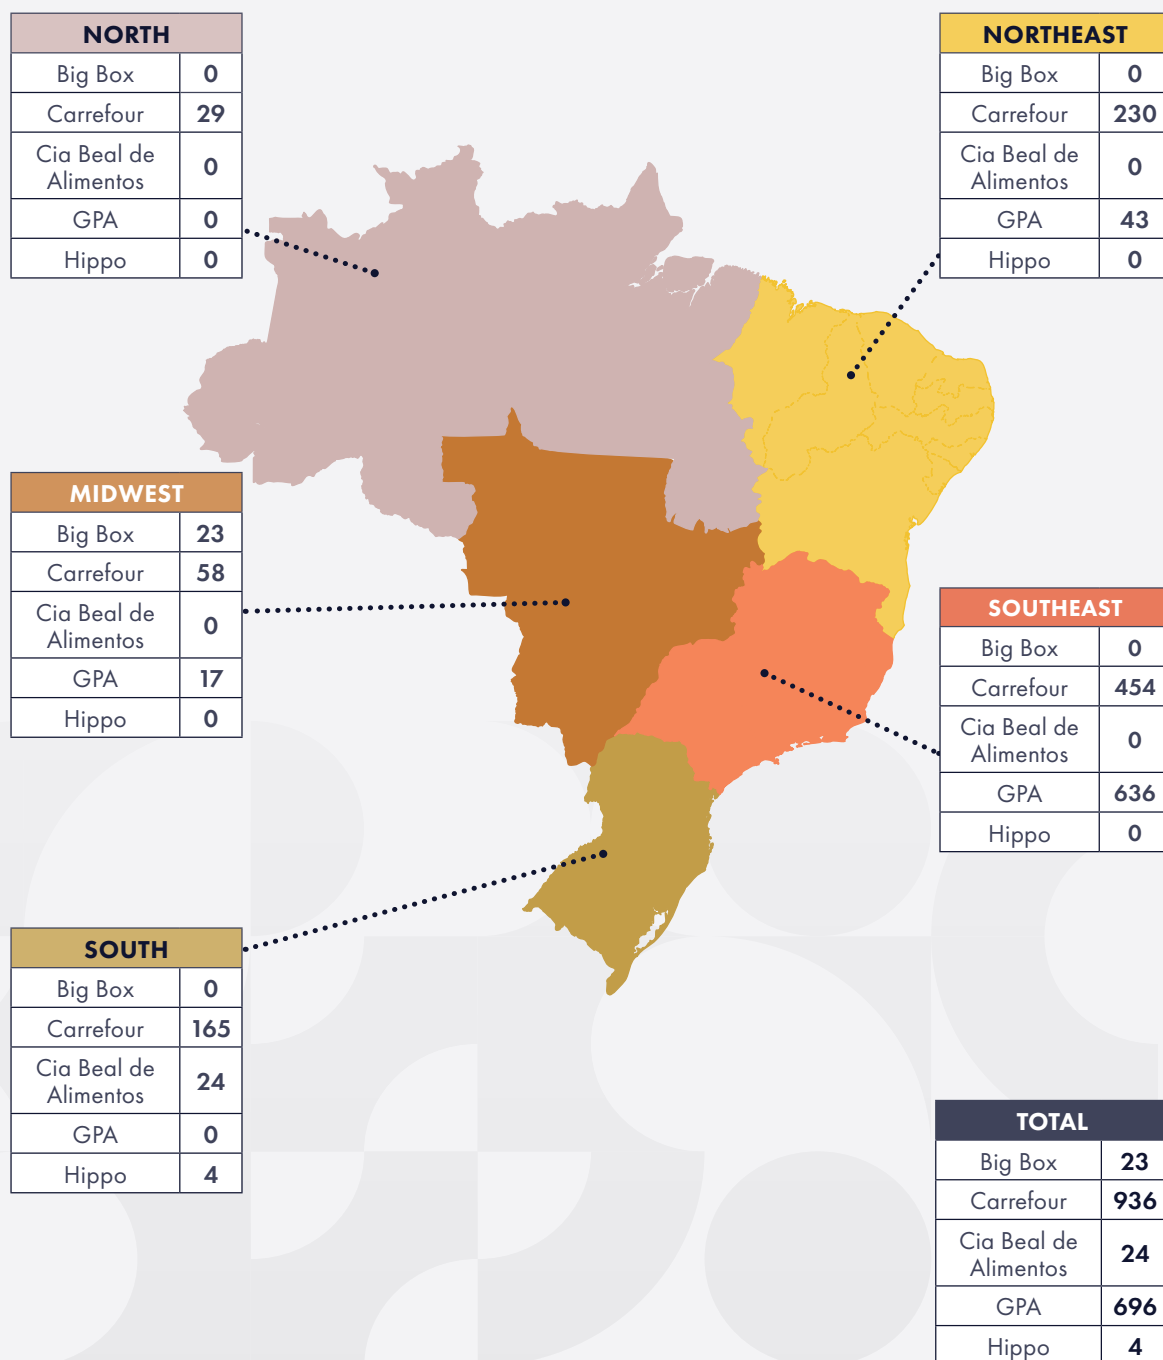 NORTH
Big Box 0
Carrefour 29
Cia Beal de
Alimentos 0
GPA 0
Hippo 0
NORTHEAST
Big Box 0
Carrefour 230
Cia Beal de
Alimentos 0
GPA 43
Hippo 0
MIDWEST
Big Box 23
Carrefour 58
Cia Beal de
Alimentos 0
GPA 17
Hippo 0
SOUTHEAST
Big Box 0
Carrefour 454
Cia Beal de
Alimentos 0
GPA 636
Hippo 0
SOUTH
Big Box 0
Carrefour 165
Cia Beal de
Alimentos 24
GPA 0
Hippo 4
TOTAL
Big Box 23
Carrefour 936
Cia Beal de
Alimentos 24
GPA 696
Hippo 4